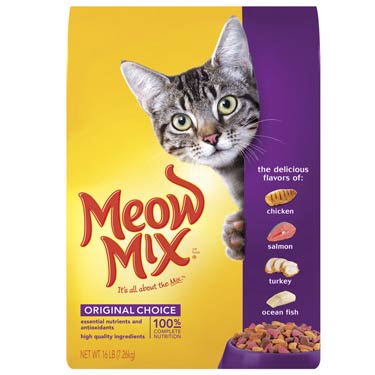 Meow
Mix
It's all about the Mix.™
ORIGINAL CHOICE
essential nutrients and
antioxidants
high quality ingredients
100%
COMPLETE
NUTRITION
NET WT 16 LB (7.26kg)
the delicious
flavors of:
chicken
salmon
turkey
ocean fish